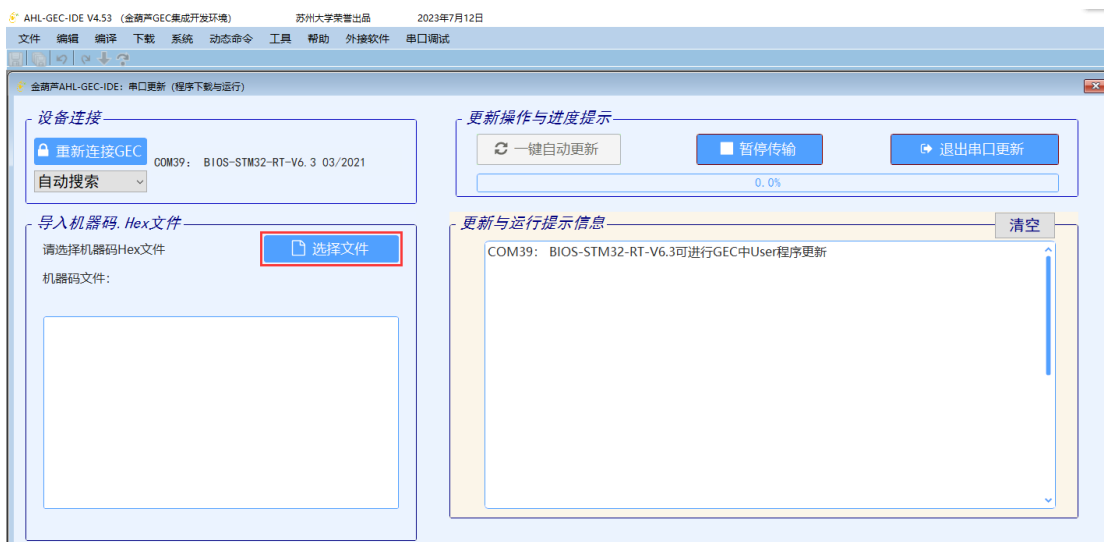 AHL-GEC-IDE V4.53 （金葫芦GEC集成开发环境） 苏州大学荣誉出品 2023年7月12日
文件 编辑 编译 下载 系统 动态命令 工具 帮助 外接软件 串口调试
金葫芦AHL-GEC-IDE：串口更新（程序下载与运行）
设备连接
重新连接GEC
COM39： BIOS-STM32-RT-V6.3 03/2021
自动搜索
更新操作与进度提示
一键自动更新 暂停传输 退出串口更新
0.0%
导入机器码.Hex文件
请选择机器码Hex文件 选择文件
机器码文件：
更新与运行提示信息 清空
COM39： BIOS-STM32-RT-V6.3可进行GEC中User程序更新